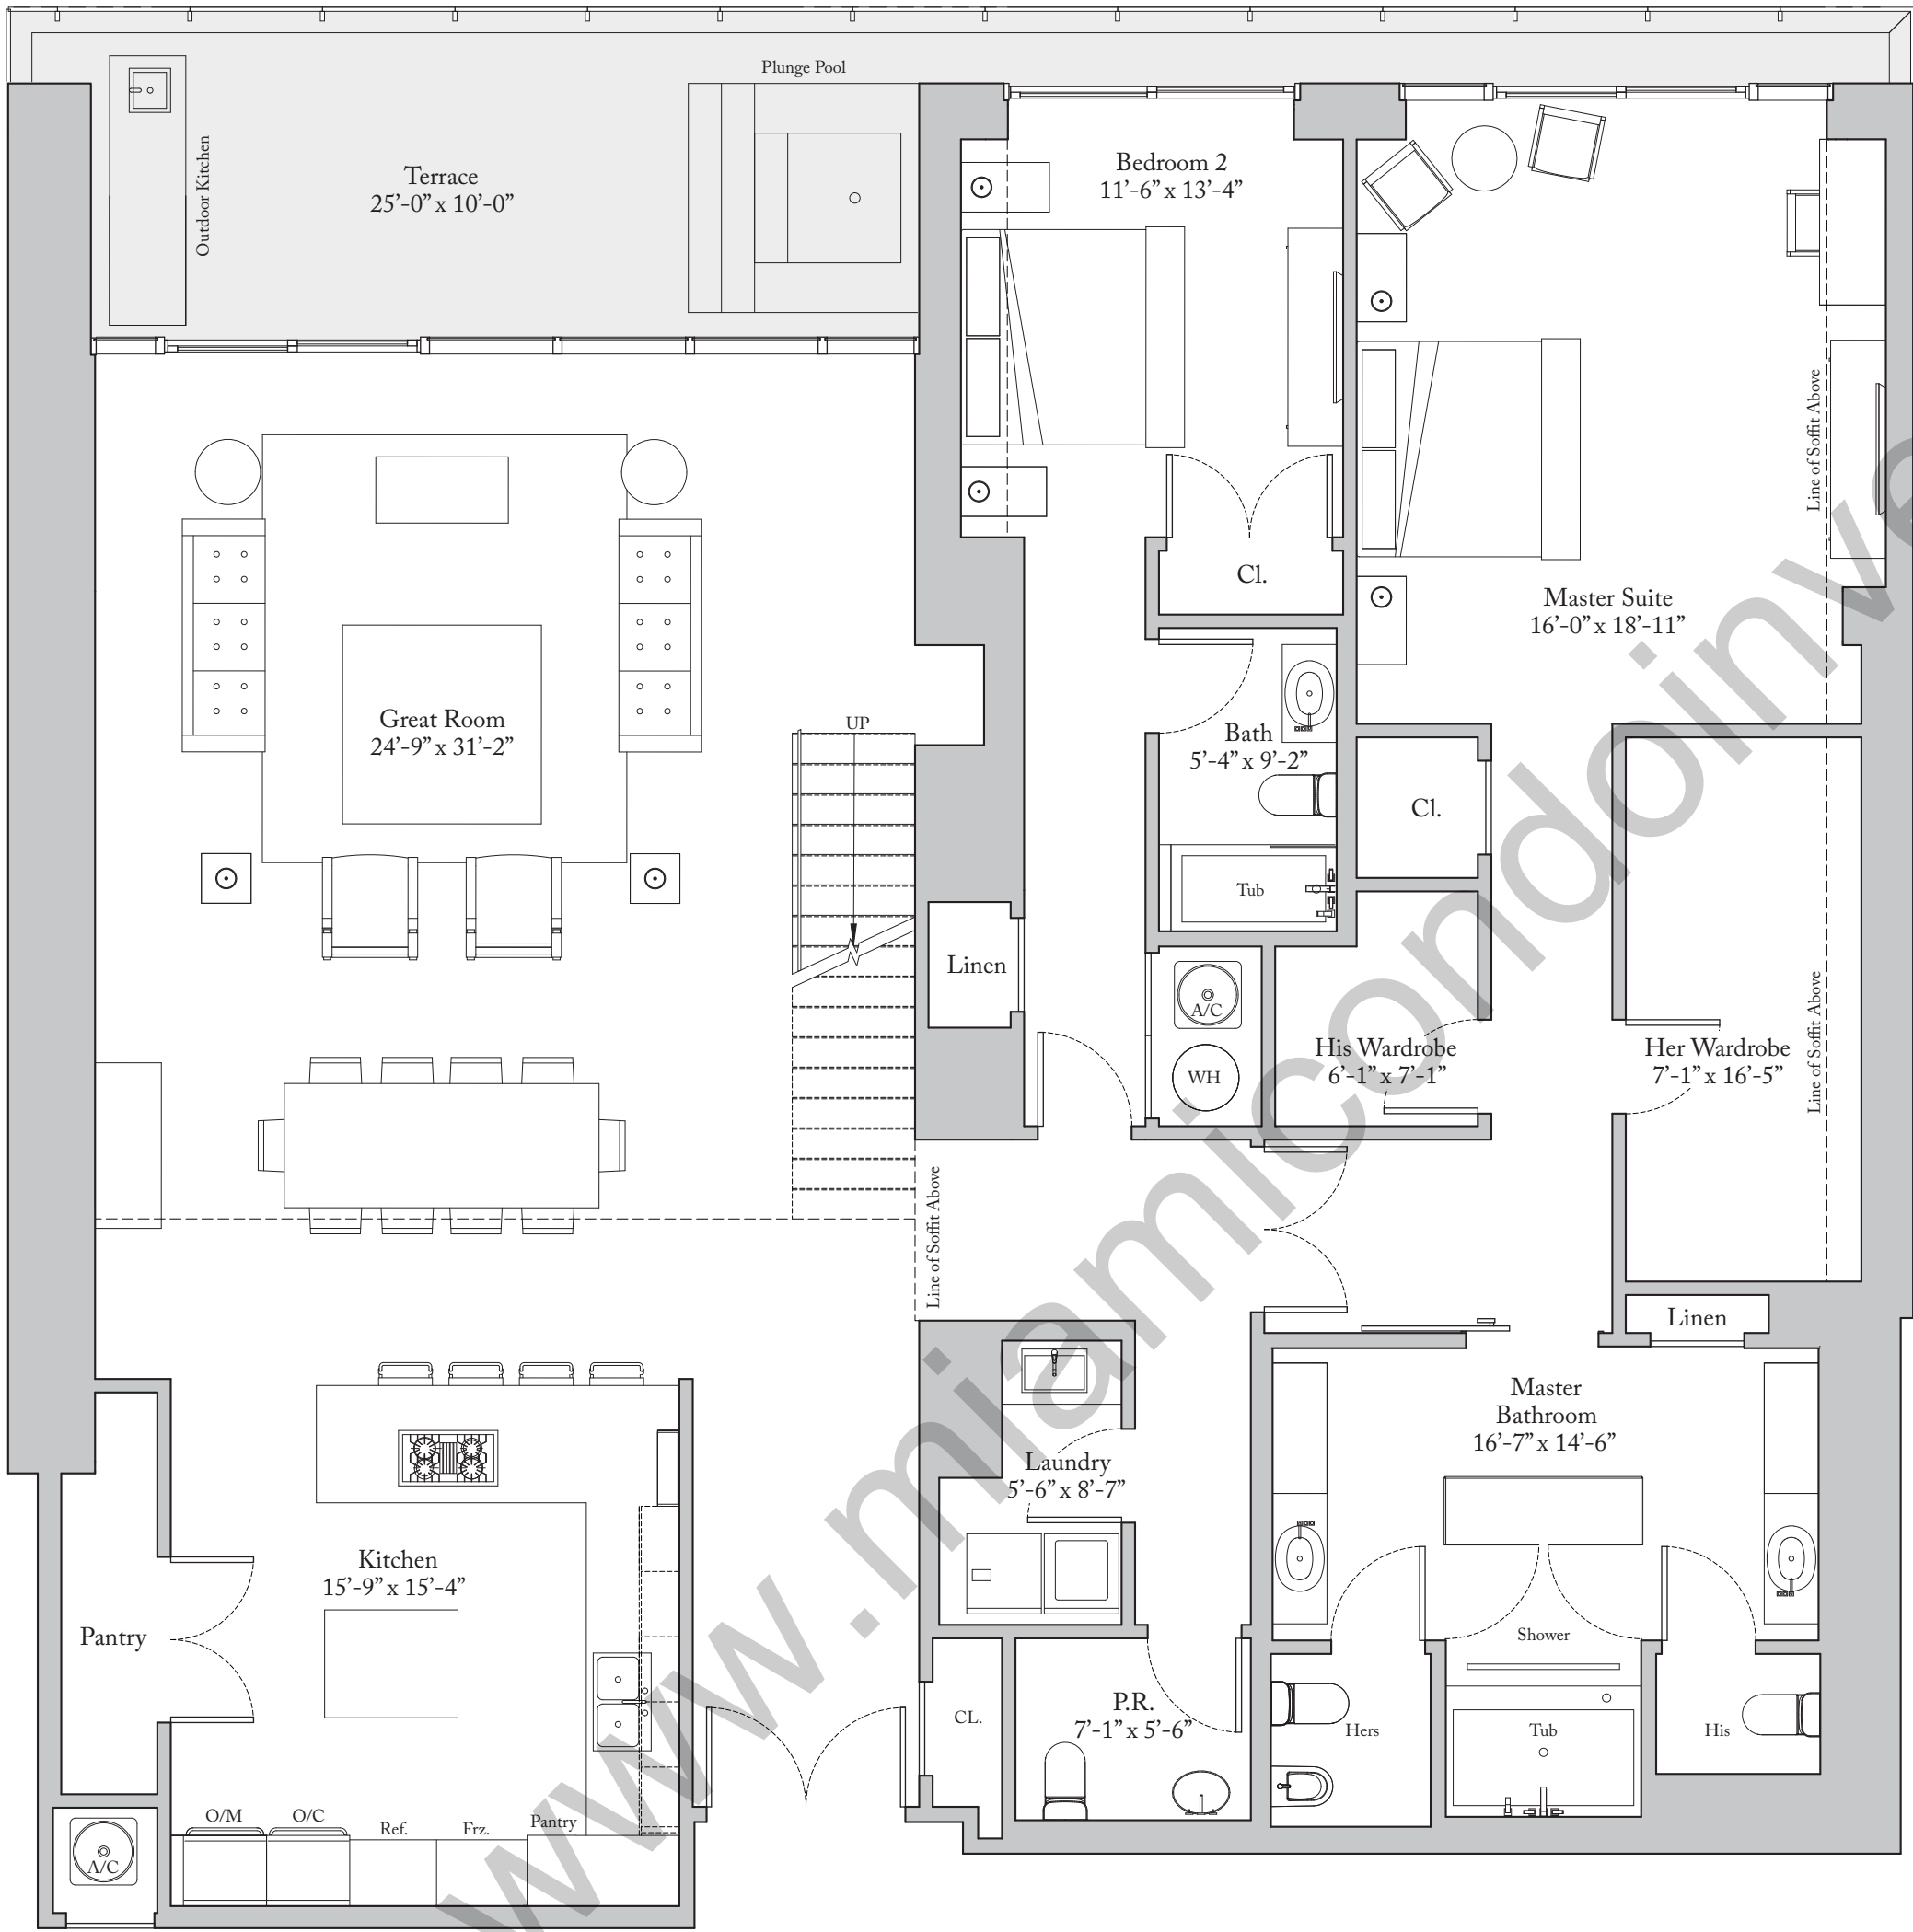 Plunge Pool
Outdoor Kitchen
Terrace
25’-0” x 10’-0”
Bedroom 2
11’-6” x 13’-4”
Line of Soffit Above
Cl.
Master Suite
16’-0” x 18’-11”
Great Room
24’-9” x 31’-2”
UP
Bath
5’-4” x 9’-2”
Cl.
Tub
Linen
A/C
WH
His Wardrobe
6’-1” x 7’-1”
Her Wardrobe
7’-1” x 16’-5”
Line of Soffit Above
Line of Soffit Above
Linen
Master
Bathroom
16’-7” x 14’-6”
Laundry
5’-6” x 8’-7”
Kitchen
15’-9” x 15’-4”
Pantry
Shower
P.R.
7’-1” x 5’-6”
CL.
Hers
Tub
His
O/M
O/C
Ref.
Frz.
Pantry
A/C
www.miamicondoinve